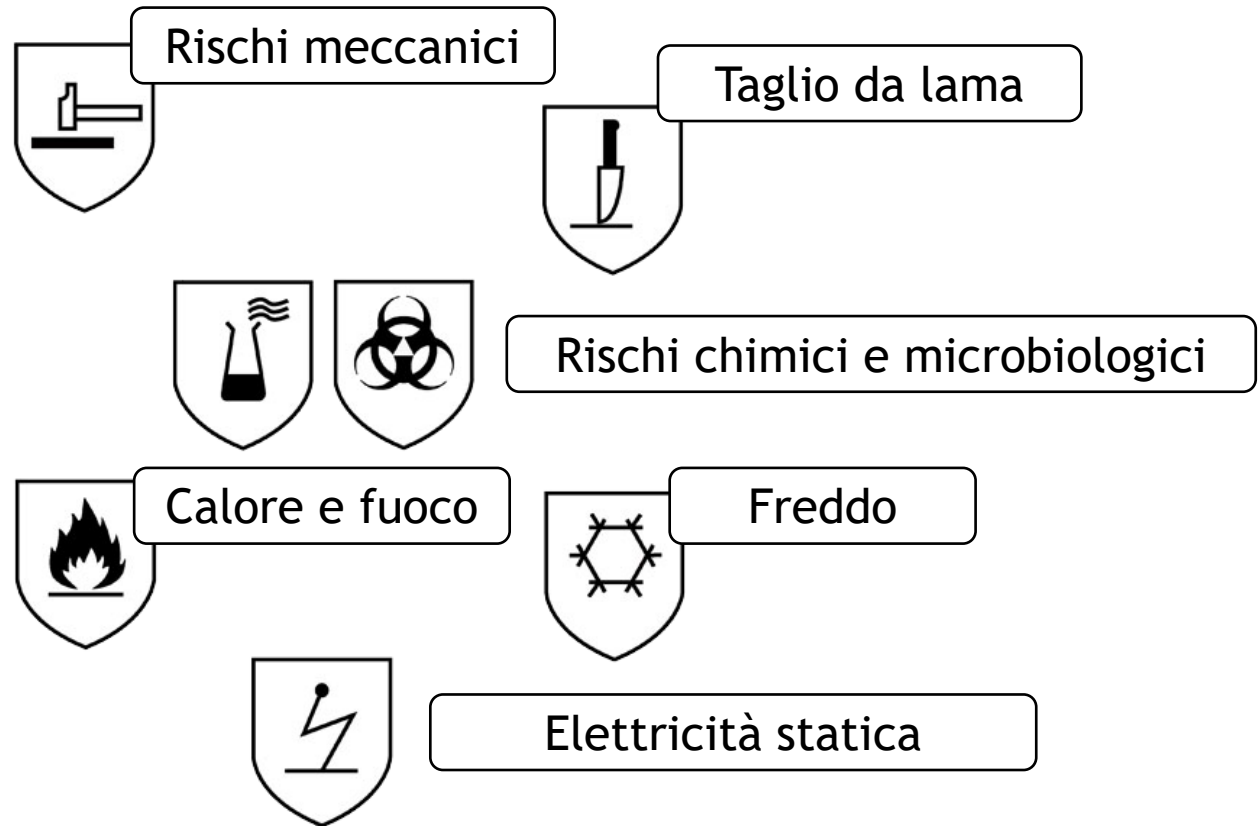 Rischi meccanici
Taglio da lama
Rischi chimici e microbiologici
Calore e fuoco
Freddo
Elettricità statica